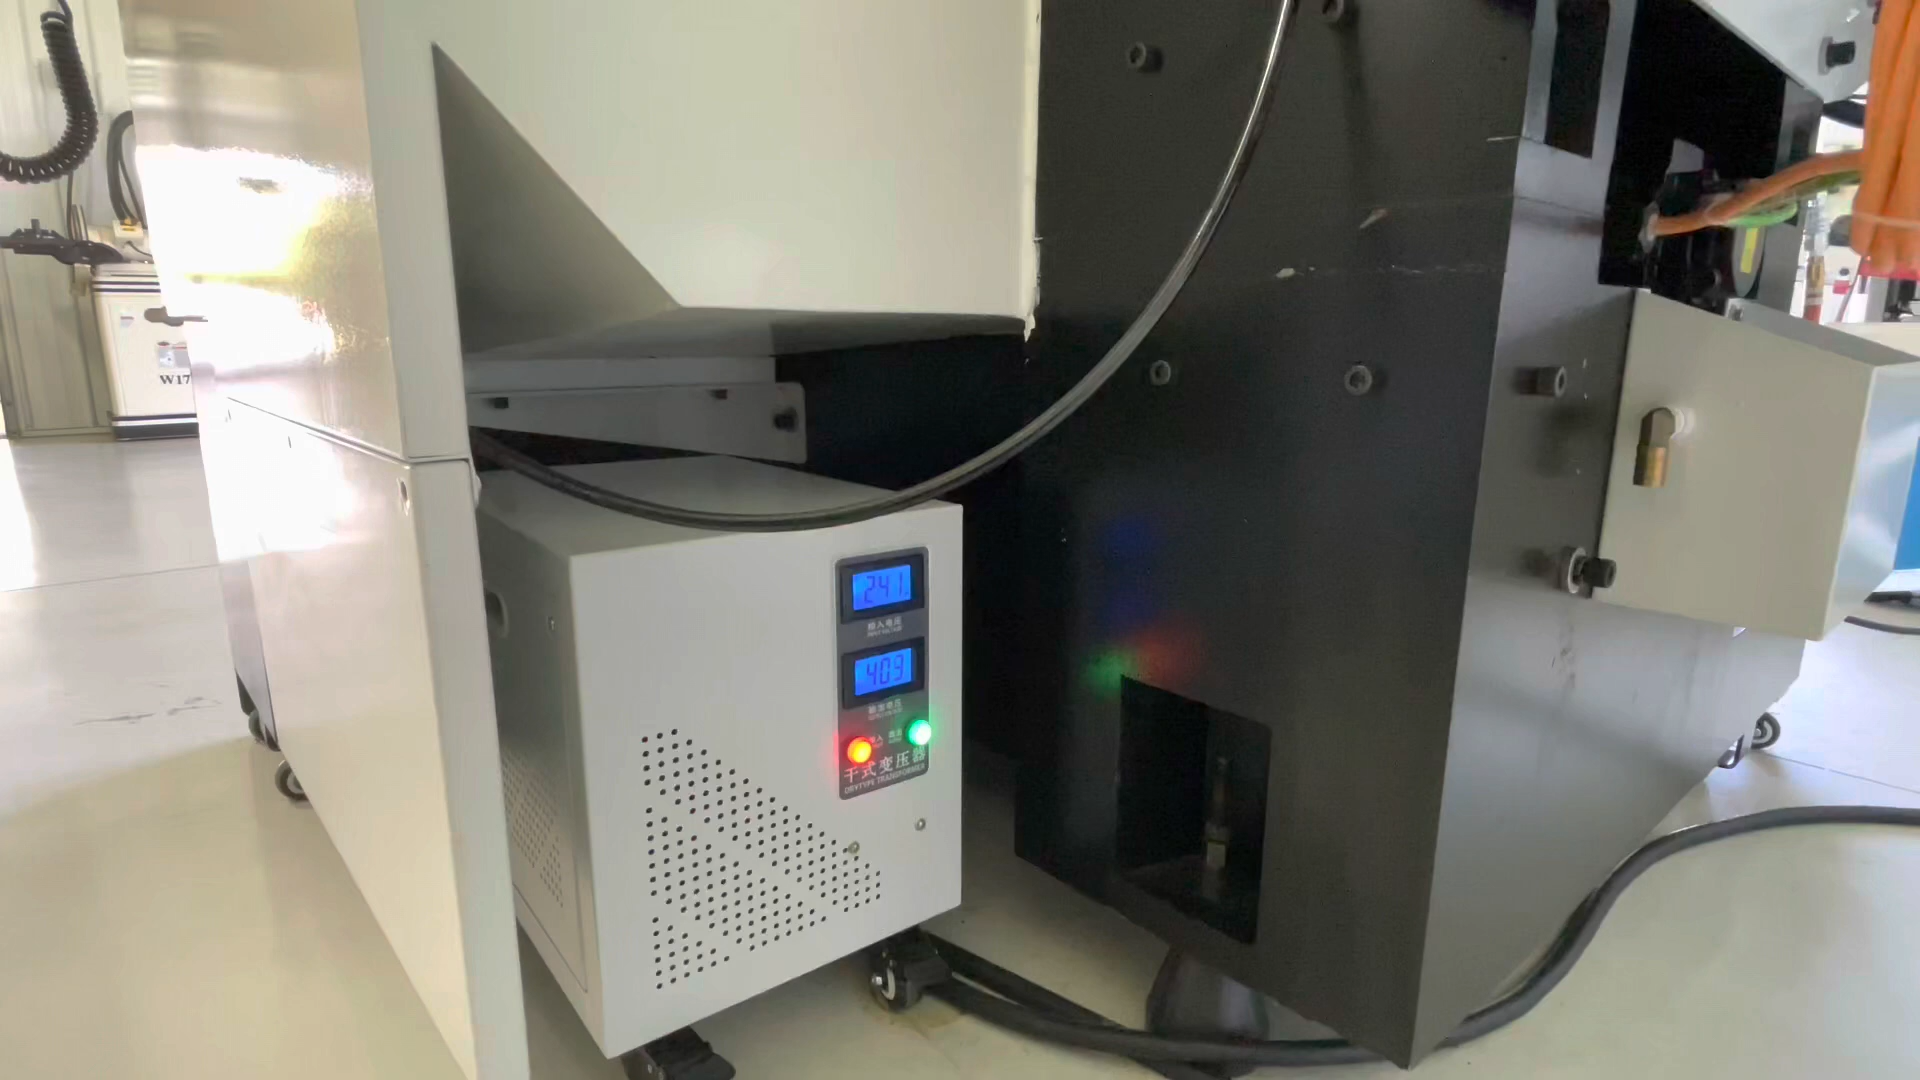 W17
241
输入电压
INPUT VOLTAGE
409
输出电压
输入 输出
干式变压器
DRYTYPE TRANSFORMER